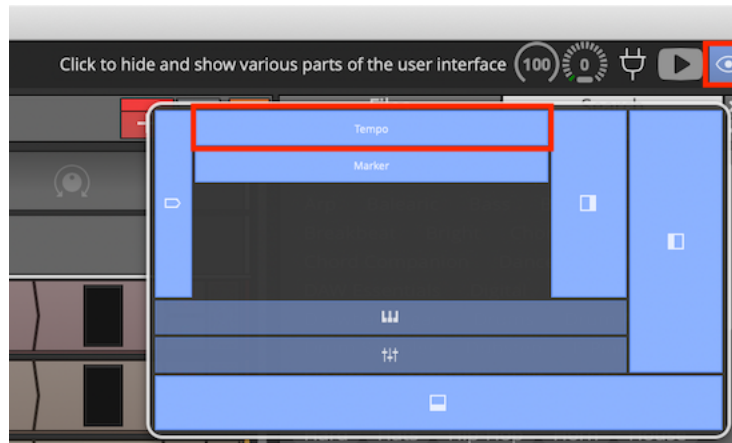 Click to hide and show various parts of the user interface
100
0
Tempo
Marker